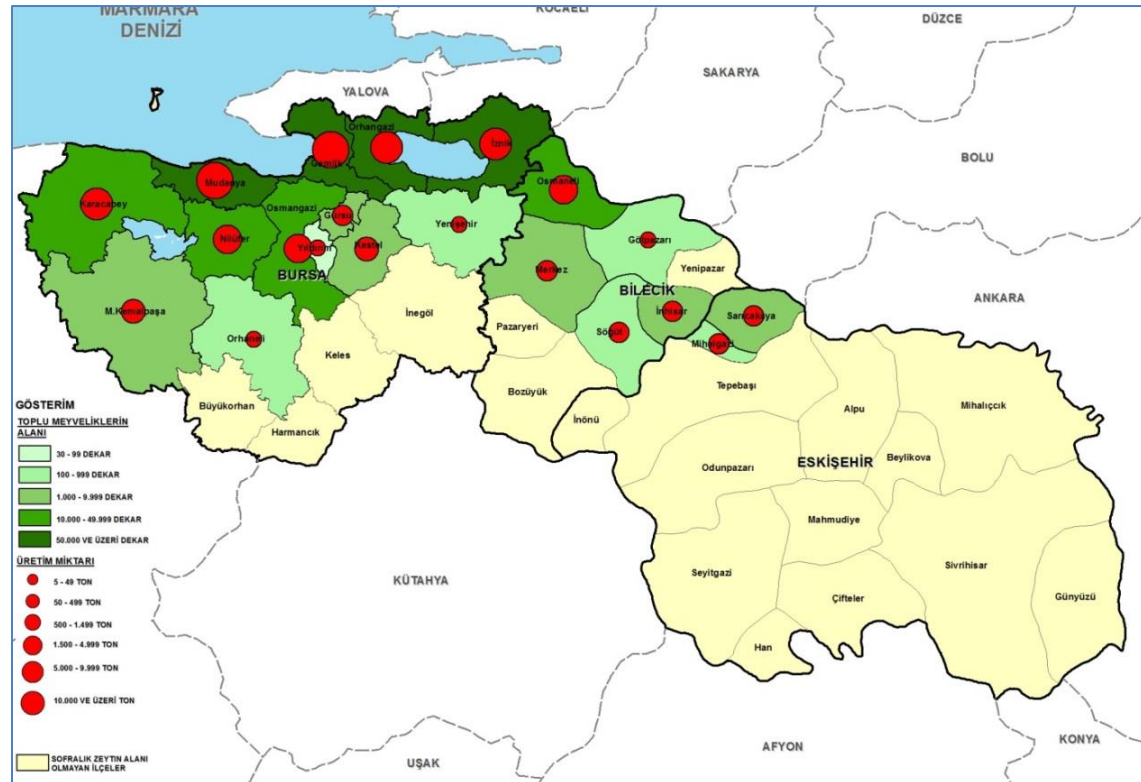 MARMARA
DENİZİ
KOCAELİ
DÜZCE
SAKARYA
YALOVA
BOLU
Orhangazi
Gemlik
İznik
Mudanya
Osmaneli
Karacabey
Osmangazi
Gürsu
Nilüfer
Yıldırım
Kestel
Yenişehir
Gölpazarı
Yenipazar
BURSA
Merkez
BİLECİK
ANKARA
M.Kemalpaşa
İnegöl
İnhisar
Sarıcakaya
Orhaneli
Pazaryeri
Söğüt
Mihalgazi
Keles
Büyükorhan
Harmancık
Bozüyük
İnönü
Tepebaşı
Alpu
Mihalıçcık
Odunpazarı
ESKİŞEHİR
Beylikova
Mahmudiye
Seyitgazi
Sivrihisar
Çifteler
Günyüzü
Han
KÜTAHYA
UŞAK
AFYON
KONYA
GÖSTERİM
TOPLU MEYVELİKLERİN
ALANI
30 - 99 DEKAR
100 - 999 DEKAR
1.000 - 9.999 DEKAR
10.000 - 49.999 DEKAR
50.000 VE ÜZERİ DEKAR
ÜRETİM MİKTARI
5 - 49 TON
50 - 499 TON
500 - 1.499 TON
1.500 - 4.999 TON
5.000 - 9.999 TON
10.000 VE ÜZERİ TON
SOFRALIK ZEYTIN ALANI
OLMAYAN İLÇELER